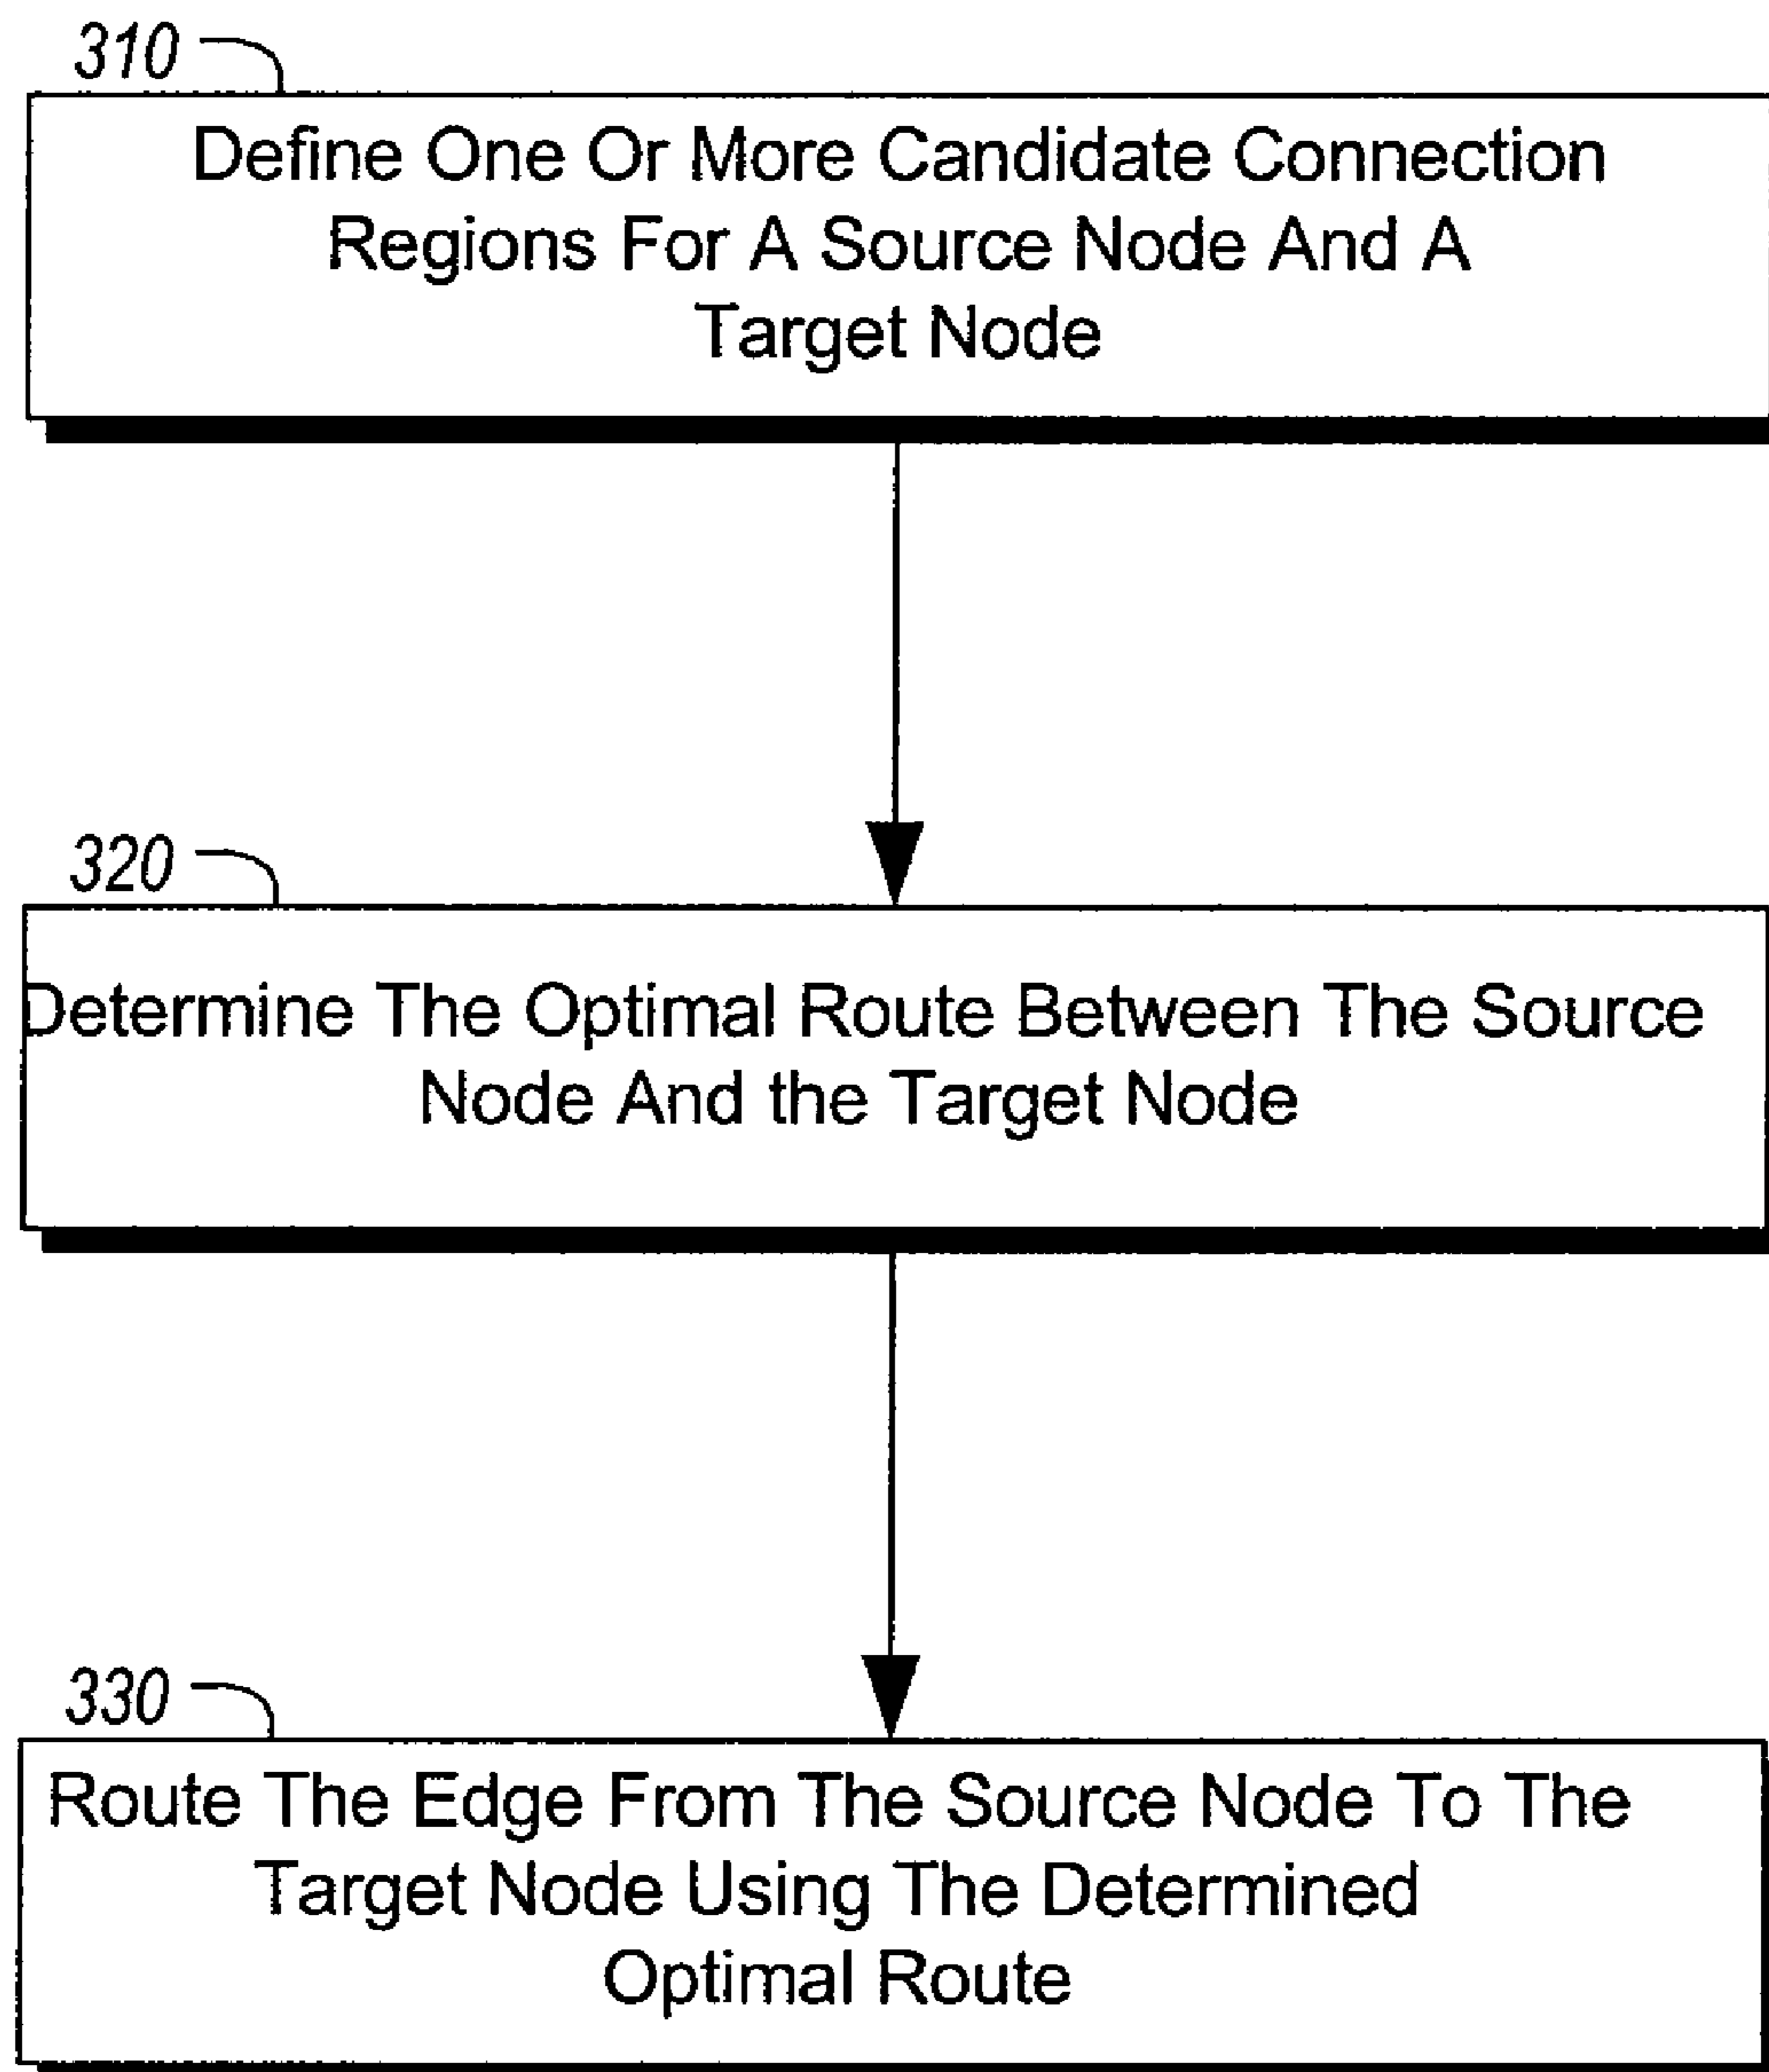 310
Define One Or More Candidate Connection
Regions For A Source Node And A
Target Node
320
Determine The Optimal Route Between The Source
Node And the Target Node
330
Route The Edge From The Source Node To The
Target Node Using The Determined
Optimal Route